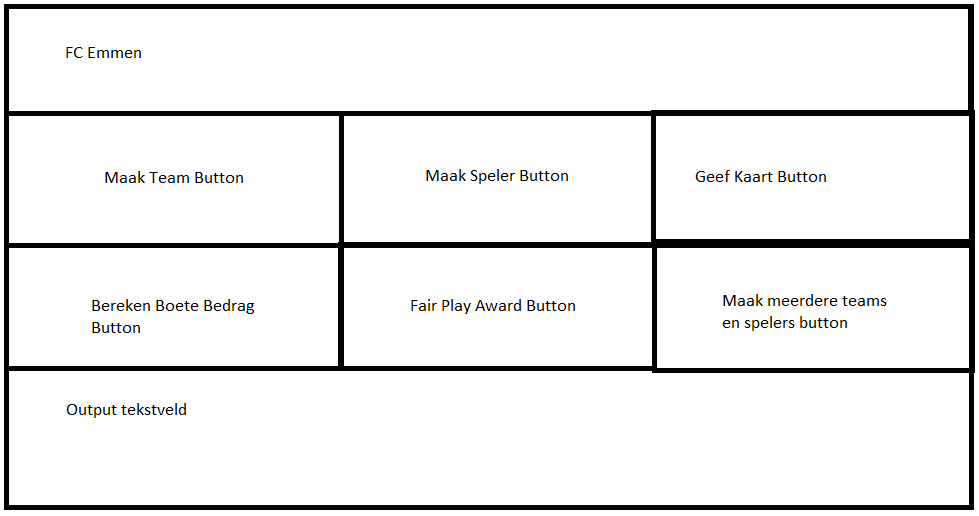 FC Emmen
Maak Team Button
Maak Speler Button
Geef Kaart Button
Bereken Boete Bedrag
Button
Fair Play Award Button
Maak meerdere teams
en spelers button
Output tekstveld